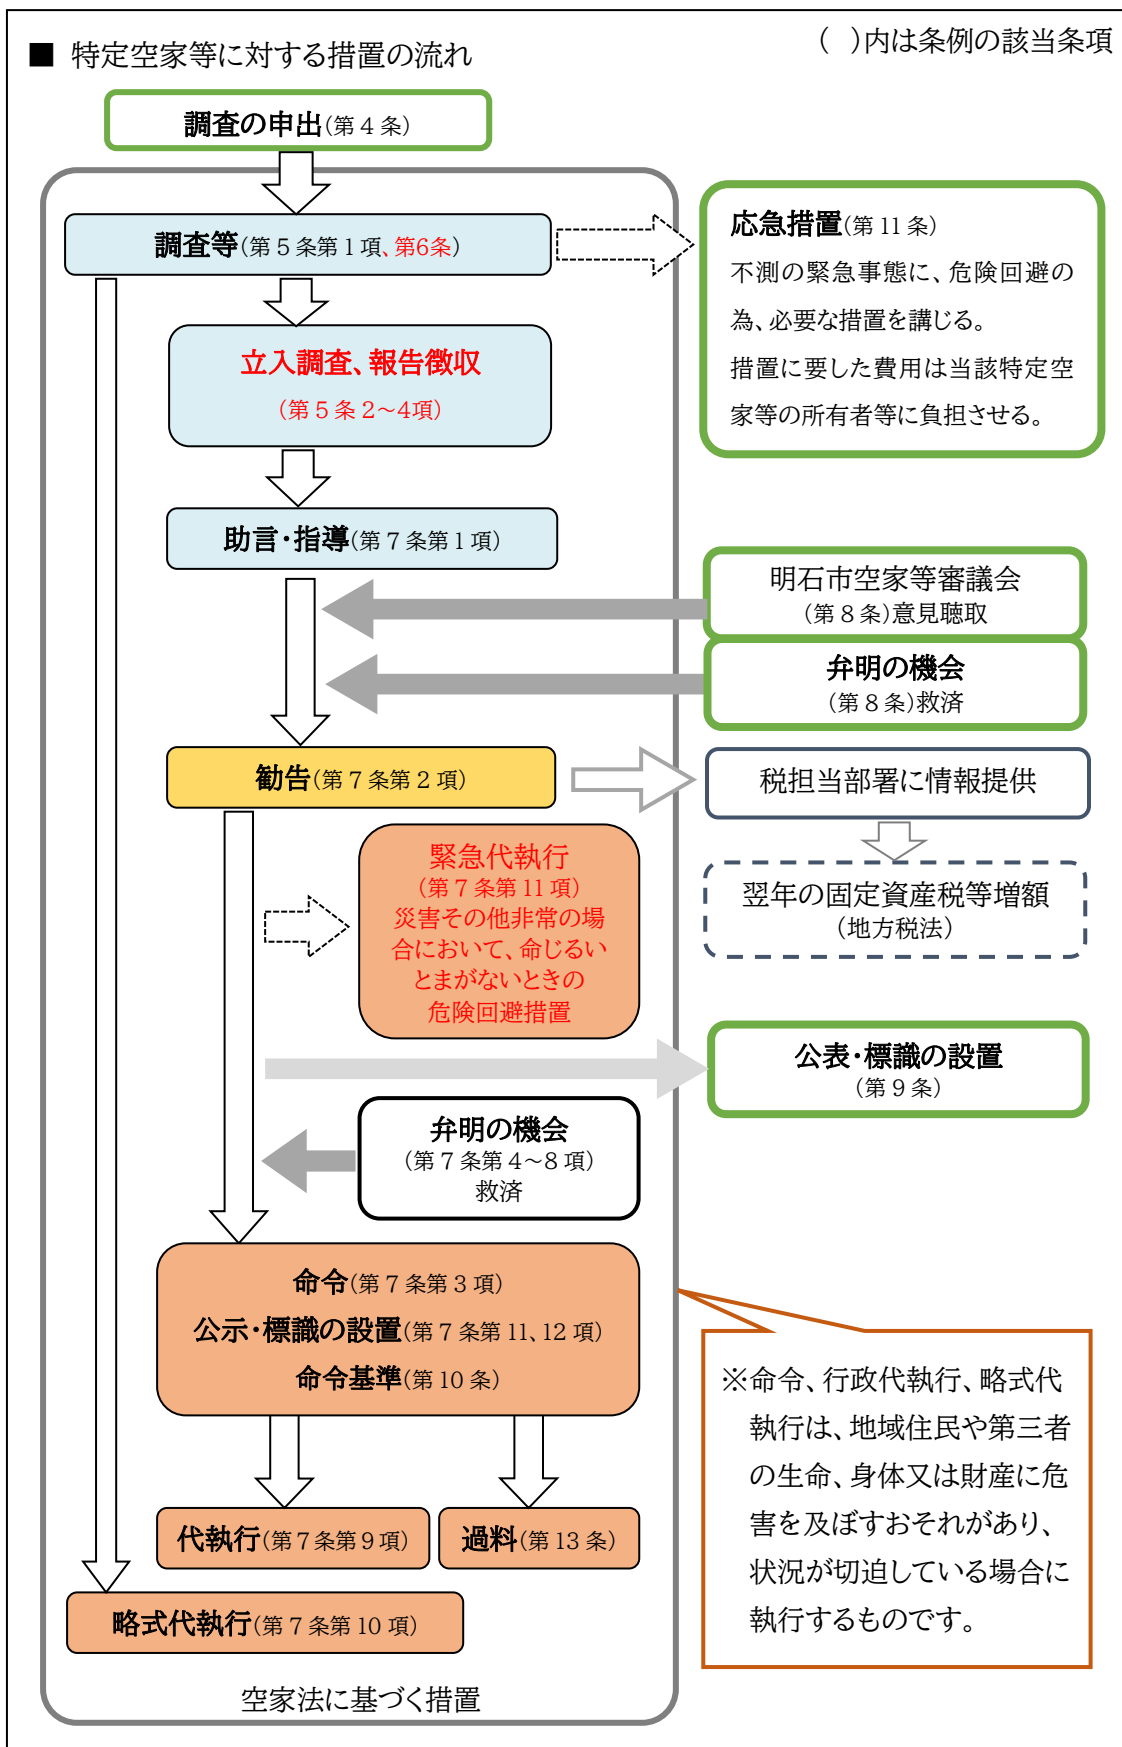 ■ 特定空家等に対する措置の流れ
( )内は条例の該当条項
調査の申出(第4条)
調査等(第5条第1項、第6条)
応急措置(第11条)
不測の緊急事態に、危険回避の
為、必要な措置を講じる。
措置に要した費用は当該特定空
家等の所有者等に負担させる。
立入調査、報告徴収
(第5条2~4項)
助言・指導(第7条第1項)
明石市空家等審議会
(第8条)意見聴取
弁明の機会
(第8条)救済
勧告(第7条第2項)
税担当部署に情報提供
緊急代執行
(第7条第11項)
災害その他非常の場
合において、命じるい
とまがないときの
危険回避措置
翌年の固定資産税等増額
(地方税法)
公表・標識の設置
(第9条)
弁明の機会
(第7条第4~8項)
救済
命令(第7条第3項)
公示・標識の設置(第7条第11、12項)
命令基準(第10条)
※命令、行政代執行、略式代
執行は、地域住民や第三者
の生命、身体又は財産に危
害を及ぼすおそれがあり、
状況が切迫している場合に
執行するものです。
代執行(第7条第9項)
過料(第13条)
略式代執行(第7条第10項)
空家法に基づく措置